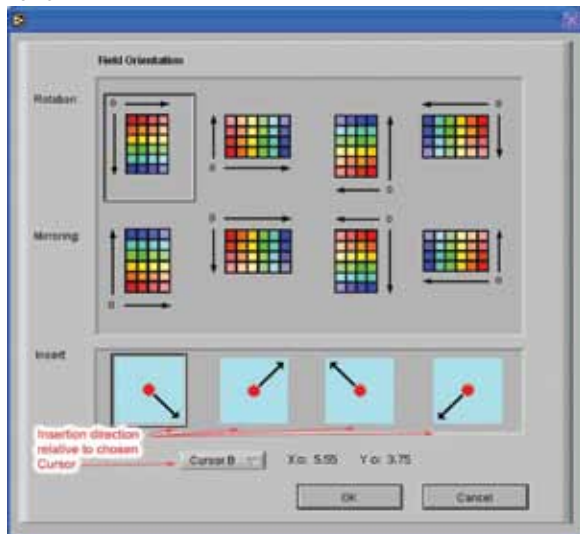 Field Orientation
Rotation
0
0
0
0
Mirroring
0
0
0
0
Insert
Insertion direction
relative to chosen
Cursor
Cursor B
X o: 5.55 Y o: 3.75
OK
Cancel